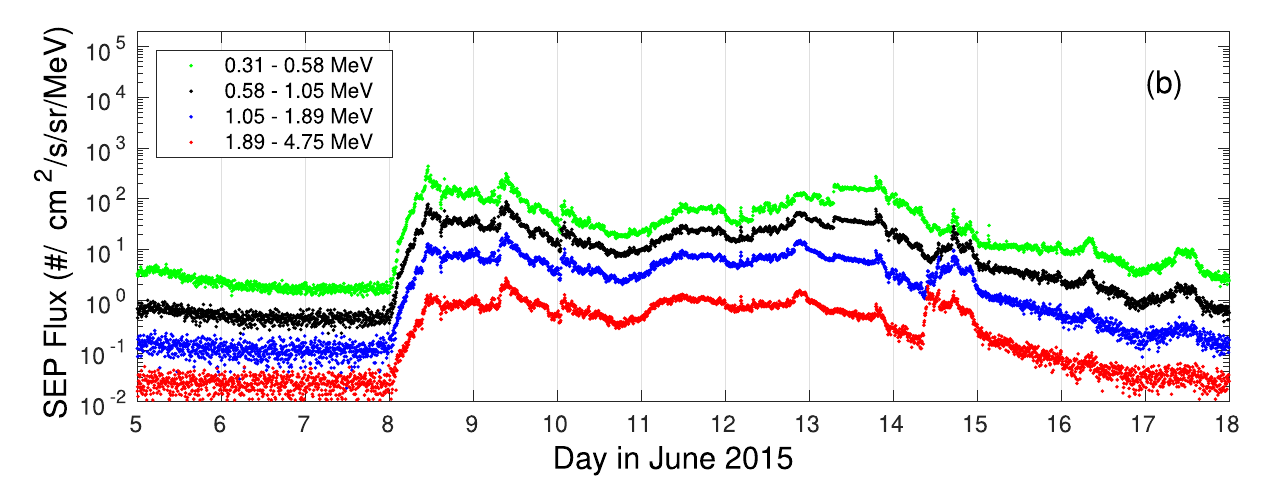 10^5
10^4
10^3
10^2
10^1
10^0
10^-1
10^-2
SEP Flux (#/ cm^2/s/sr/MeV)
0.31 - 0.58 MeV
0.58 - 1.05 MeV
1.05 - 1.89 MeV
1.89 - 4.75 MeV
(b)
5 6 7 8 9 10 11 12 13 14 15 16 17 18
Day in June 2015